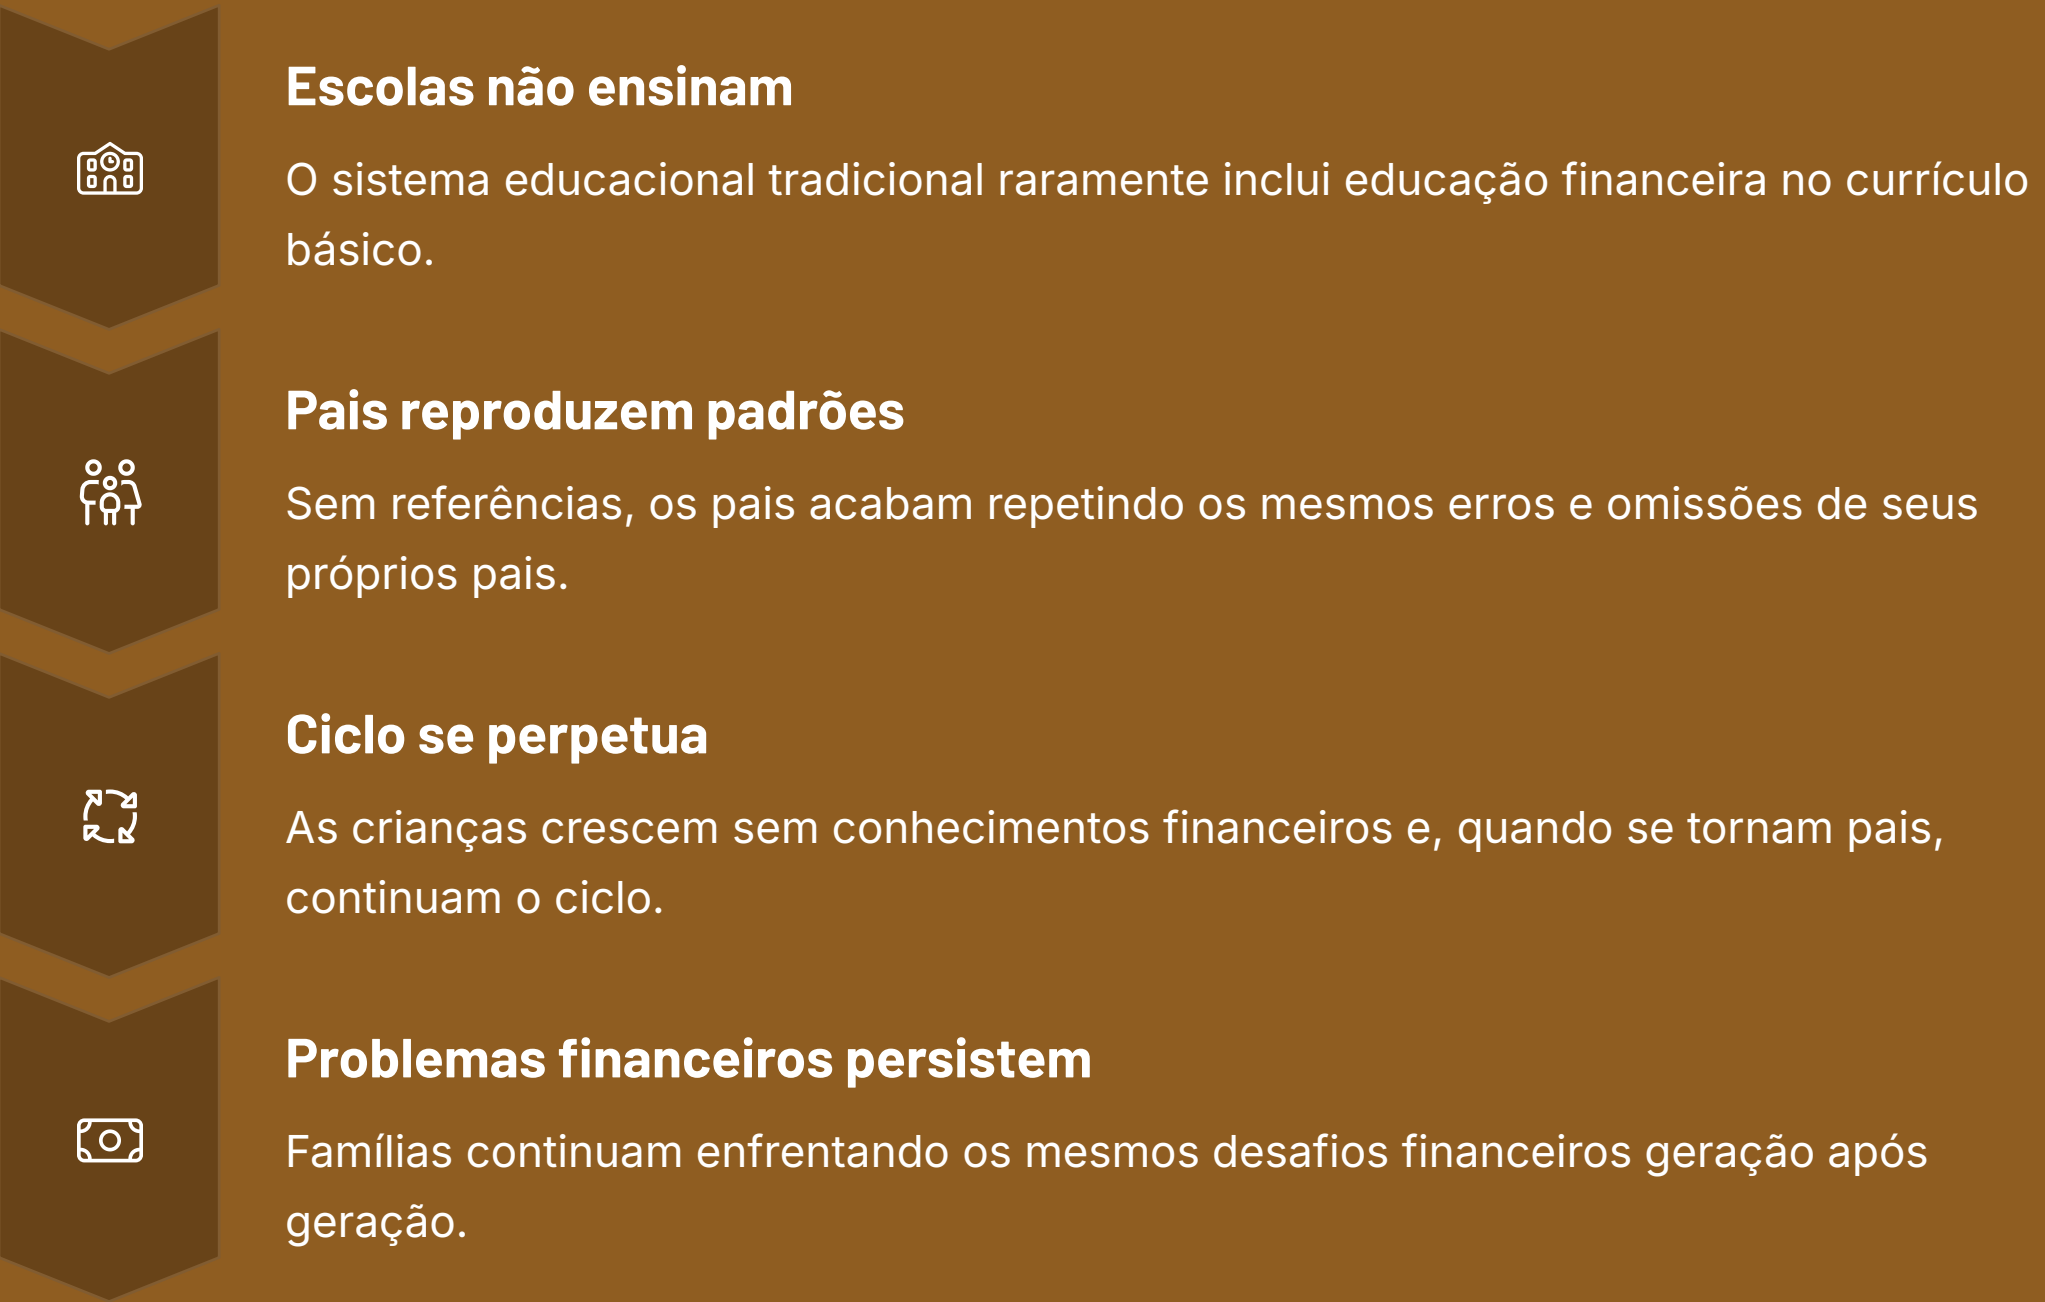 Escolas não ensinam
O sistema educacional tradicional raramente inclui educação financeira no currículo
básico.
Pais reproduzem padrões
Sem referências, os pais acabam repetindo os mesmos erros e omissões de seus
próprios pais.
Ciclo se perpetua
As crianças crescem sem conhecimentos financeiros e, quando se tornam pais,
continuam o ciclo.
Problemas financeiros persistem
Famílias continuam enfrentando os mesmos desafios financeiros geração após
geração.